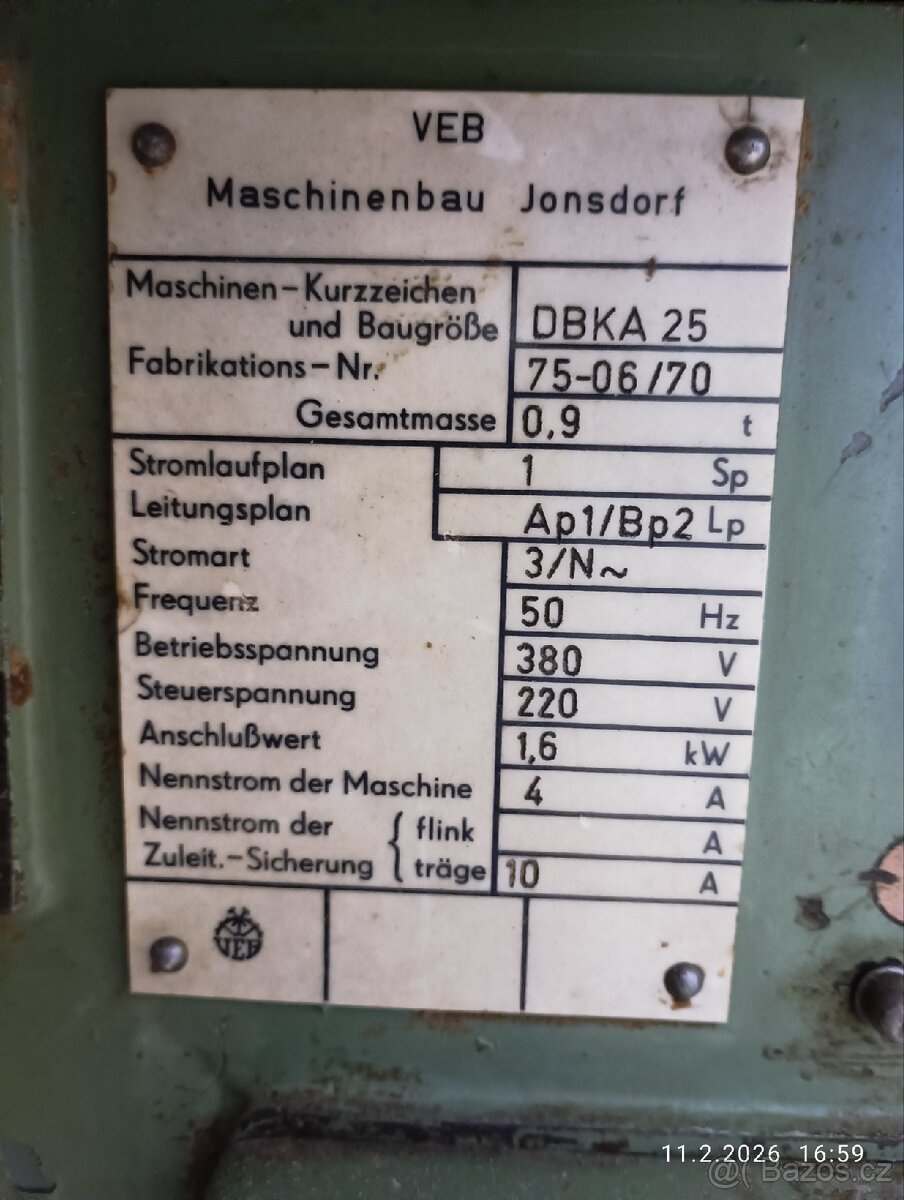 VEB
Maschinenbau Jonsdorf
Maschinen-Kurzzeichen
und Baugröße DBKA 25
Fabrikations-Nr. 75-06/70
Gesamtmasse 0,9 t
Stromlaufplan 1 Sp
Leitungsplan Ap1/Bp2 Lp
Stromart 3/N~
Frequenz 50 Hz
Betriebsspannung 380 V
Steuerspannung 220 V
Anschlußwert 1,6 kW
Nennstrom der Maschine 4 A
Nennstrom der { flink A
Zuleit.-Sicherung { träge 10 A
VEB
11.2.2026 16:59
@ Bazoš.cz